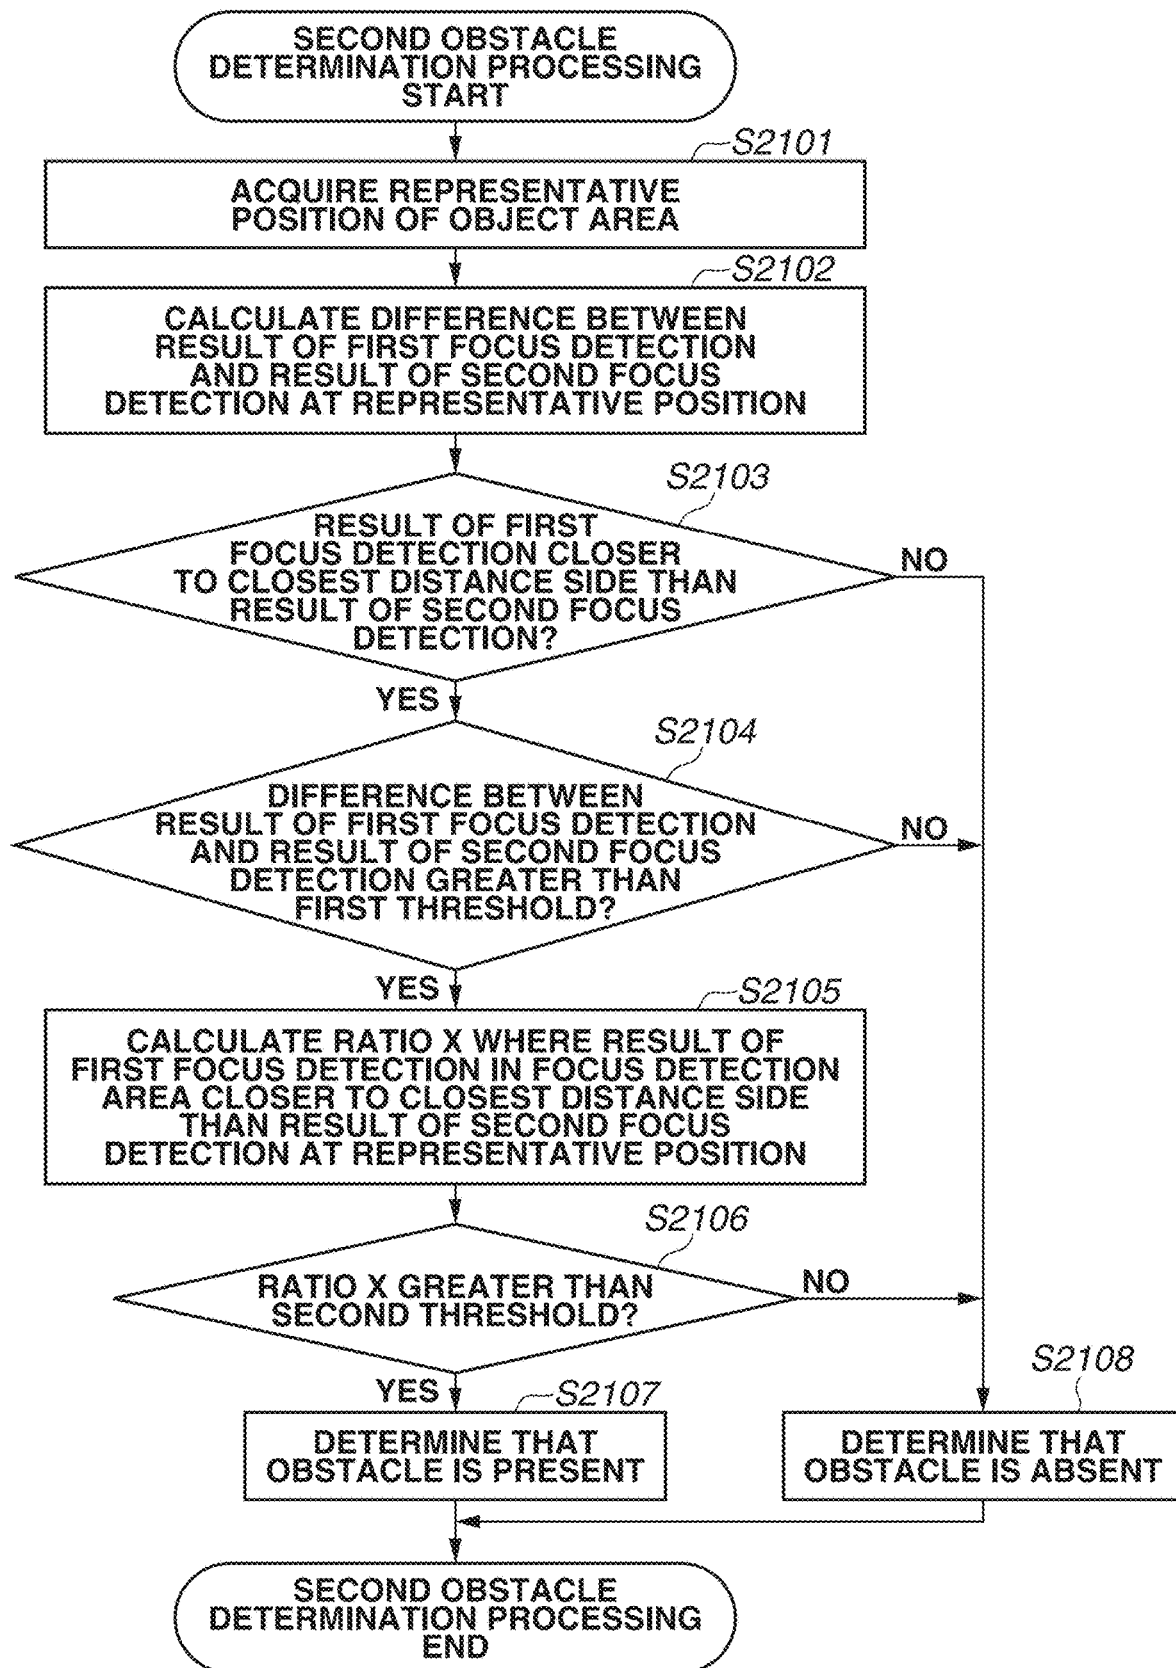 SECOND OBSTACLE
DETERMINATION PROCESSING
START
S2101
ACQUIRE REPRESENTATIVE
POSITION OF OBJECT AREA
S2102
CALCULATE DIFFERENCE BETWEEN
RESULT OF FIRST FOCUS DETECTION
AND RESULT OF SECOND FOCUS
DETECTION AT REPRESENTATIVE POSITION
S2103
RESULT OF FIRST
FOCUS DETECTION CLOSER
TO CLOSEST DISTANCE SIDE THAN
RESULT OF SECOND FOCUS
DETECTION?
NO
YES
S2104
DIFFERENCE BETWEEN
RESULT OF FIRST FOCUS DETECTION
AND RESULT OF SECOND FOCUS
DETECTION GREATER THAN
FIRST THRESHOLD?
NO
YES
S2105
CALCULATE RATIO X WHERE RESULT OF
FIRST FOCUS DETECTION IN FOCUS DETECTION
AREA CLOSER TO CLOSEST DISTANCE SIDE
THAN RESULT OF SECOND FOCUS
DETECTION AT REPRESENTATIVE POSITION
S2106
RATIO X GREATER THAN
SECOND THRESHOLD?
NO
YES
S2107
DETERMINE THAT
OBSTACLE IS PRESENT
S2108
DETERMINE THAT
OBSTACLE IS ABSENT
SECOND OBSTACLE
DETERMINATION PROCESSING
END